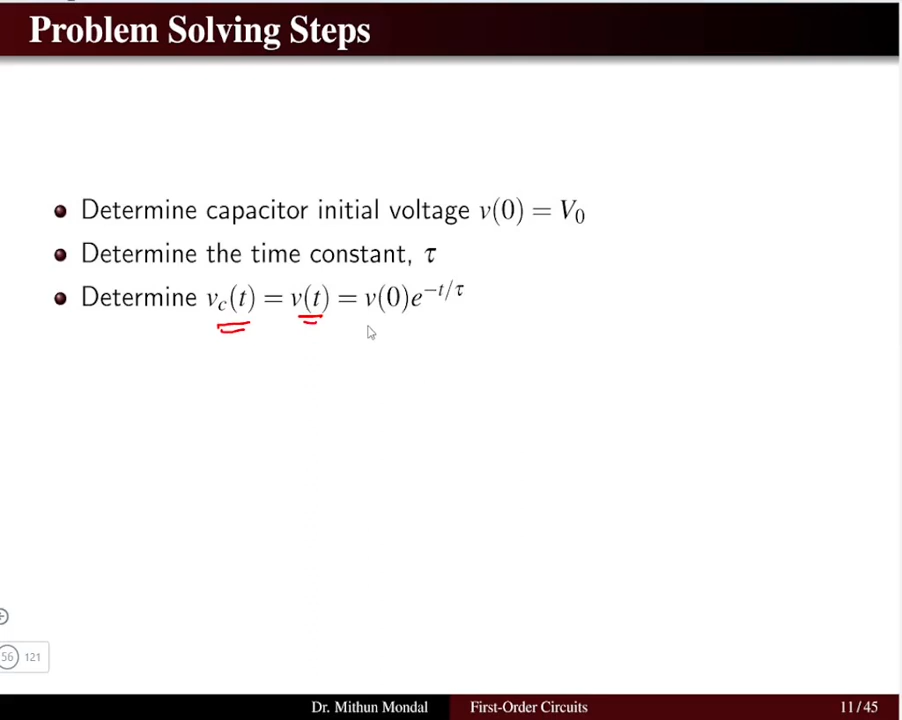 Problem Solving Steps
Determine capacitor initial voltage v(0) = V₀
Determine the time constant, τ
Determine v_c(t) = v(t) = v(0)e^{−t/τ}
56 121
Dr. Mithun Mondal First-Order Circuits 11/45